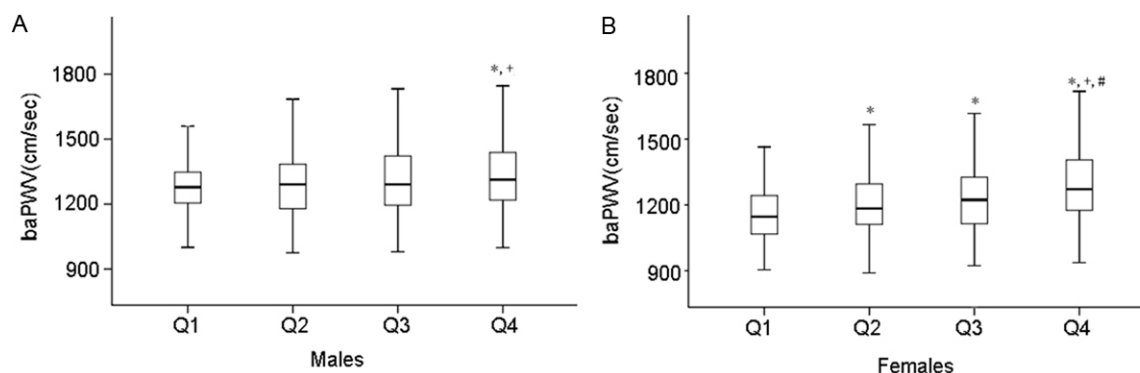 A
baPWV(cm/sec)
1800
1500
1200
900
*, +
Q1 Q2 Q3 Q4
Males
B
baPWV(cm/sec)
1800
1500
1200
900
* * *, +, #
Q1 Q2 Q3 Q4
Females